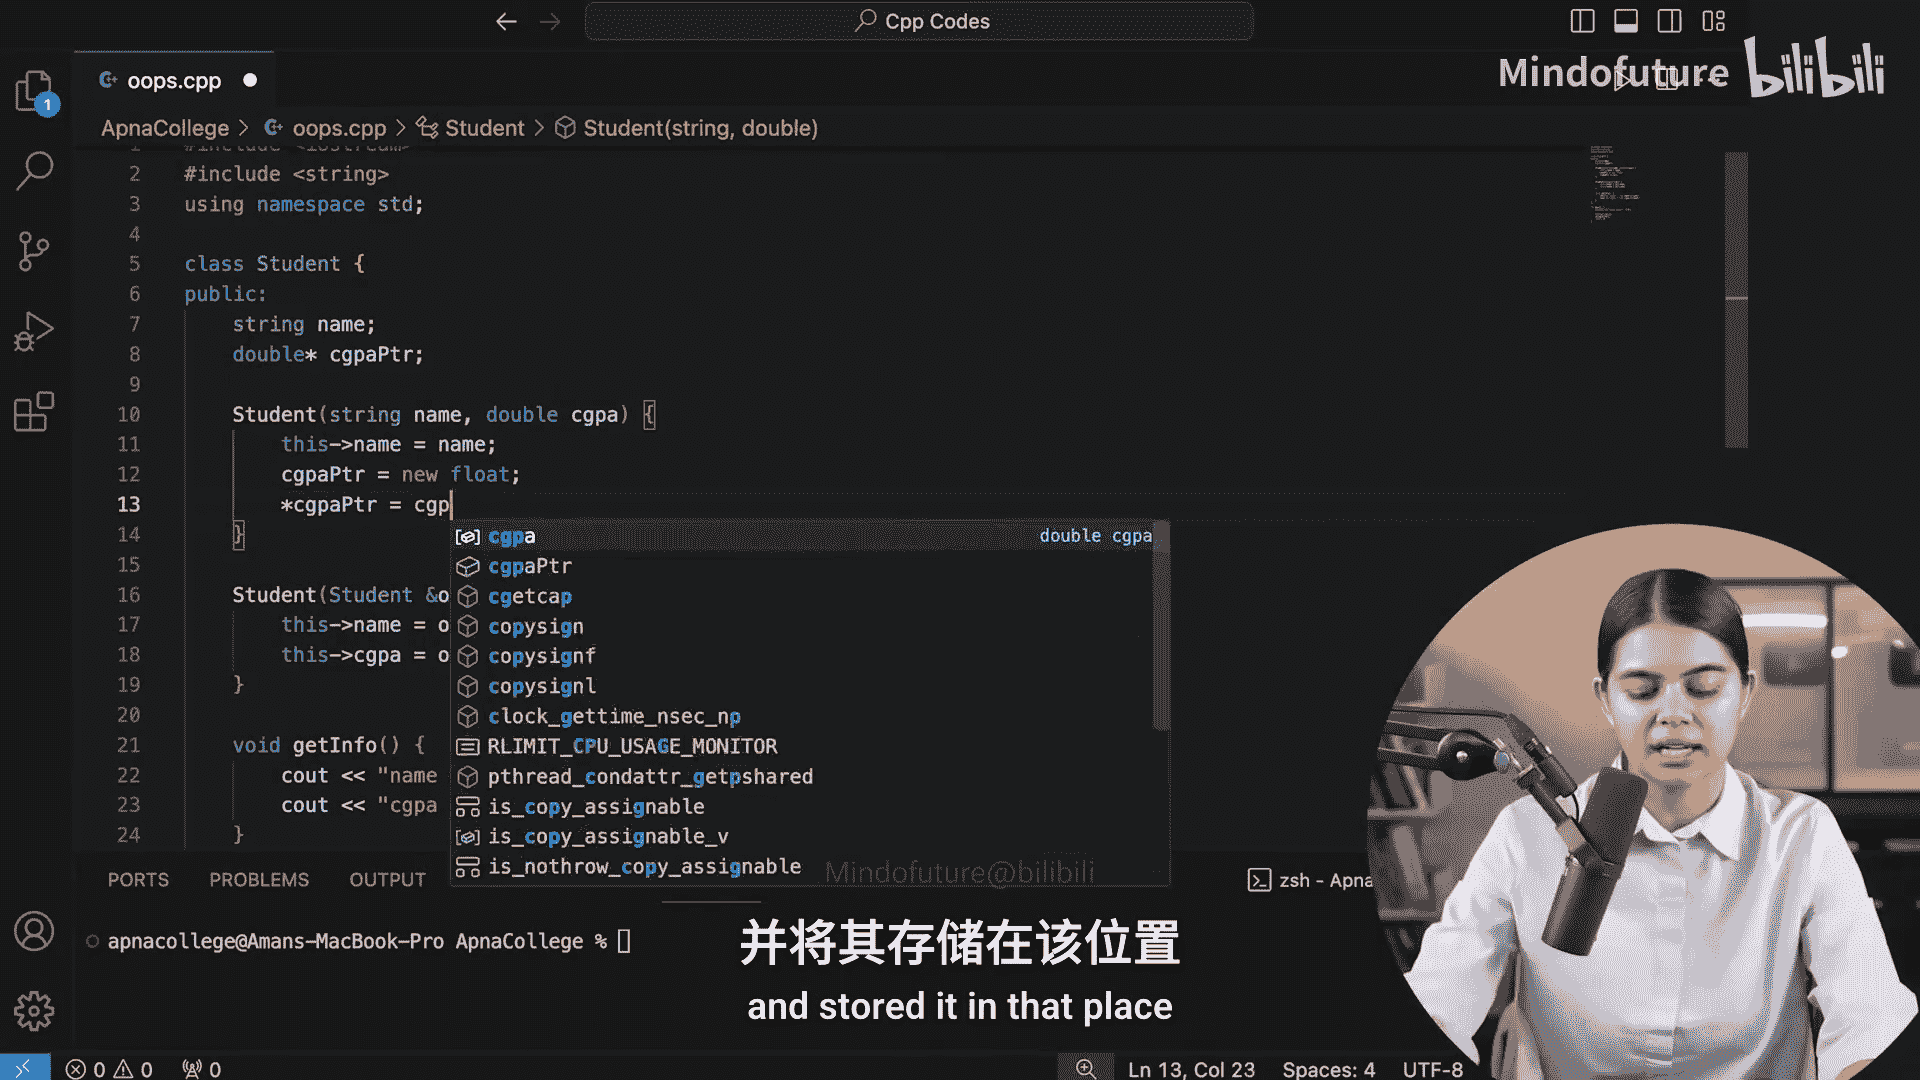 Cpp Codes
Mindofuture bilibili
oops.cpp
1
ApnaCollege > oops.cpp > Student > Student(string, double)
1 #include <iostream>
2 #include <string>
3 using namespace std;
4
5 class Student {
6 public:
7 string name;
8 double* cgpaPtr;
9
10 Student(string name, double cgpa) {
11 this->name = name;
12 cgpaPtr = new float;
13 *cgpaPtr = cgp
14 }
15
16 Student(Student &o
17 this->name = o
18 this->cgpa = o
19 }
20
21 void getInfo() {
22 cout << "name
23 cout << "cgpa
24 }
cgpa double cgpa
cgpaPtr
cgetcap
copysign
copysignf
copysignl
clock_gettime_nsec_np
RLIMIT_CPU_USAGE_MONITOR
pthread_condattr_getpshared
is_copy_assignable
is_copy_assignable_v
is_nothrow_copy_assignable
Mindofuture@bilibili
PORTS PROBLEMS OUTPUT
zsh - Apna
apnacollege@Amans-MacBook-Pro ApnaCollege %
并将其存储在该位置
and stored it in that place
0 0 0
Ln 13, Col 23 Spaces: 4 UTF-8